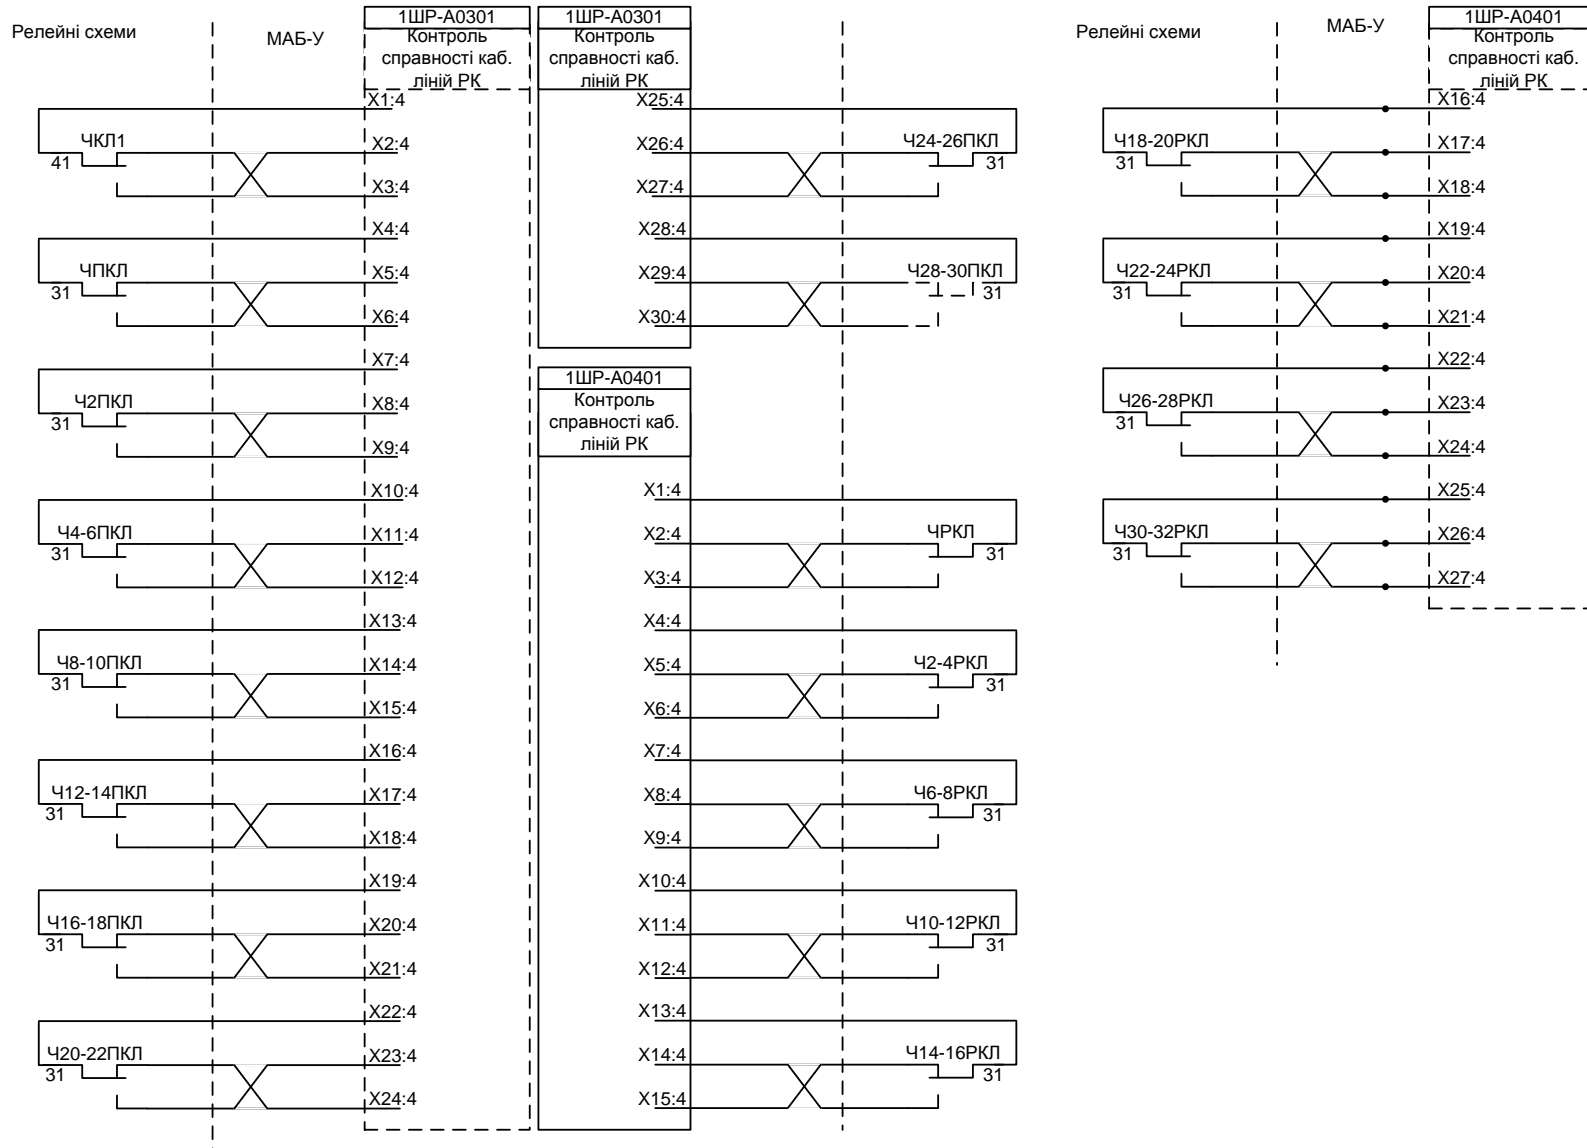 Релейні схеми
МАБ-У
1ШР-А0301
Контроль
справності каб.
ліній РК
X1:4
ЧКЛ1
X2:4
41
X3:4
X4:4
ЧПКЛ
X5:4
31
X6:4
X7:4
Ч2ПКЛ
X8:4
31
X9:4
X10:4
Ч4-6ПКЛ
X11:4
31
X12:4
X13:4
Ч8-10ПКЛ
X14:4
31
X15:4
X16:4
Ч12-14ПКЛ
X17:4
31
X18:4
X19:4
Ч16-18ПКЛ
X20:4
31
X21:4
X22:4
Ч20-22ПКЛ
X23:4
31
X24:4
1ШР-А0301
Контроль
справності каб.
ліній РК
X25:4
X26:4
Ч24-26ПКЛ
31
X27:4
X28:4
X29:4
Ч28-30ПКЛ
31
X30:4
1ШР-А0401
Контроль
справності каб.
ліній РК
X1:4
X2:4
ЧРКЛ
31
X3:4
X4:4
X5:4
Ч2-4РКЛ
31
X6:4
X7:4
X8:4
Ч6-8РКЛ
31
X9:4
X10:4
X11:4
Ч10-12РКЛ
31
X12:4
X13:4
X14:4
Ч14-16РКЛ
31
X15:4
Релейні схеми
МАБ-У
1ШР-А0401
Контроль
справності каб.
ліній РК
X16:4
Ч18-20РКЛ
X17:4
31
X18:4
X19:4
Ч22-24РКЛ
X20:4
31
X21:4
X22:4
Ч26-28РКЛ
X23:4
31
X24:4
X25:4
Ч30-32РКЛ
X26:4
31
X27:4